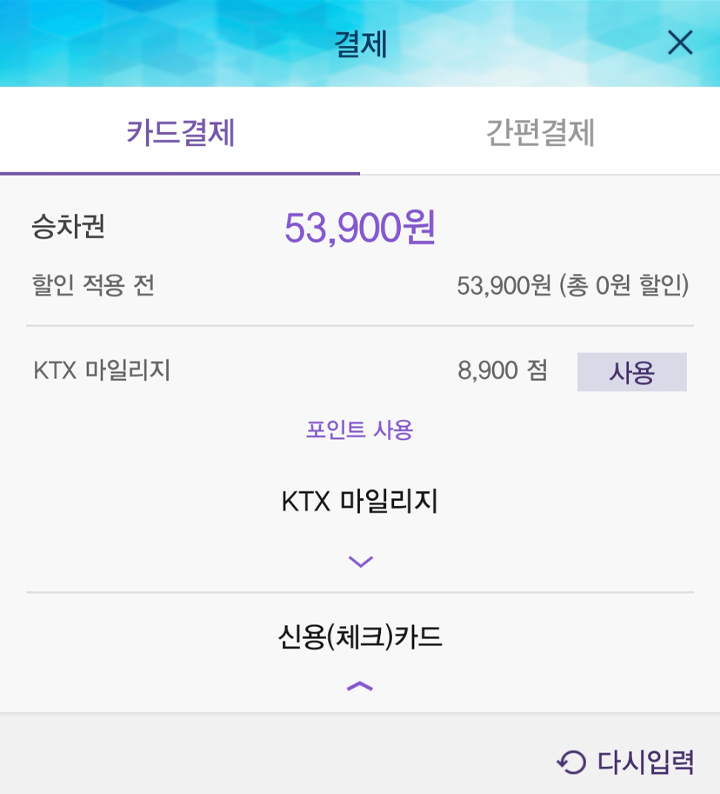 결제
카드결제 간편결제
승차권 53,900원
할인 적용 전 53,900원 (총 0원 할인)
KTX 마일리지 8,900 점 사용
포인트 사용
KTX 마일리지
신용(체크)카드
다시입력